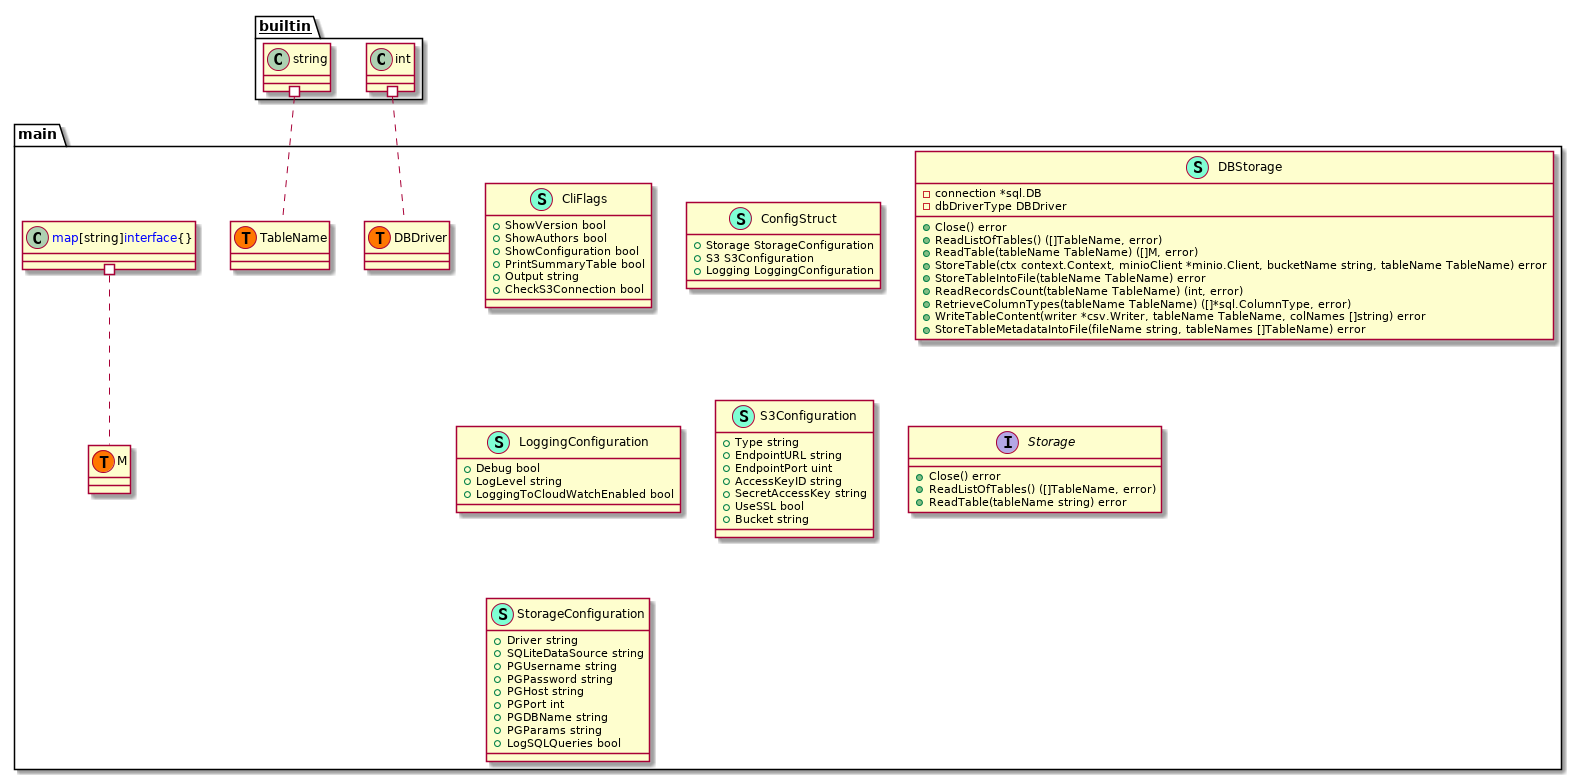 builtin
C string
C int
main
C map[string]interface{}
T TableName
T DBDriver
S CliFlags
ShowVersion bool
ShowAuthors bool
ShowConfiguration bool
PrintSummaryTable bool
Output string
CheckS3Connection bool
S ConfigStruct
Storage StorageConfiguration
S3 S3Configuration
Logging LoggingConfiguration
S DBStorage
connection *sql.DB
dbDriverType DBDriver
Close() error
ReadListOfTables() ([]TableName, error)
ReadTable(tableName TableName) ([]M, error)
StoreTable(ctx context.Context, minioClient *minio.Client, bucketName string, tableName TableName) error
StoreTableIntoFile(tableName TableName) error
ReadRecordsCount(tableName TableName) (int, error)
RetrieveColumnTypes(tableName TableName) ([]*sql.ColumnType, error)
WriteTableContent(writer *csv.Writer, tableName TableName, colNames []string) error
StoreTableMetadataIntoFile(fileName string, tableNames []TableName) error
T M
S LoggingConfiguration
Debug bool
LogLevel string
LoggingToCloudWatchEnabled bool
S S3Configuration
Type string
EndpointURL string
EndpointPort uint
AccessKeyID string
SecretAccessKey string
UseSSL bool
Bucket string
I Storage
Close() error
ReadListOfTables() ([]TableName, error)
ReadTable(tableName string) error
S StorageConfiguration
Driver string
SQLiteDataSource string
PGUsername string
PGPassword string
PGHost string
PGPort int
PGDBName string
PGParams string
LogSQLQueries bool